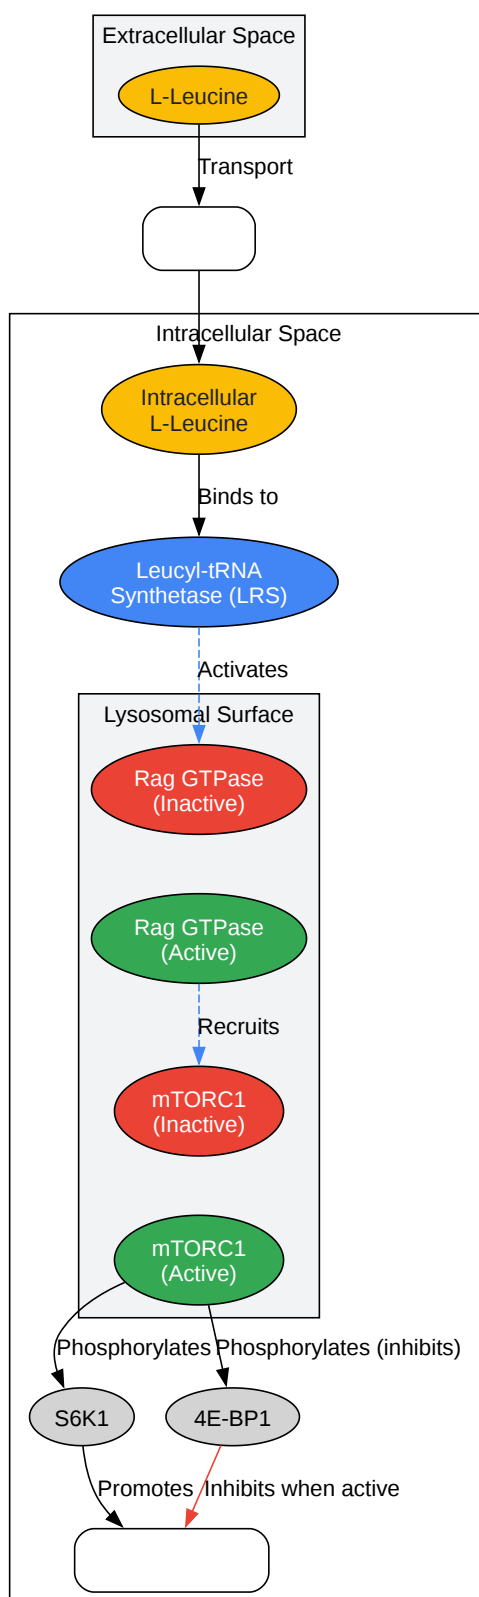 Extracellular Space
L-Leucine
Transport
Intracellular Space
Intracellular
L-Leucine
Binds to
Leucyl-tRNA
Synthetase (LRS)
Activates
Lysosomal Surface
Rag GTPase
(Inactive)
Rag GTPase
(Active)
Recruits
mTORC1
(Inactive)
mTORC1
(Active)
Phosphorylates
Phosphorylates (inhibits)
S6K1
4E-BP1
Promotes
Inhibits when active